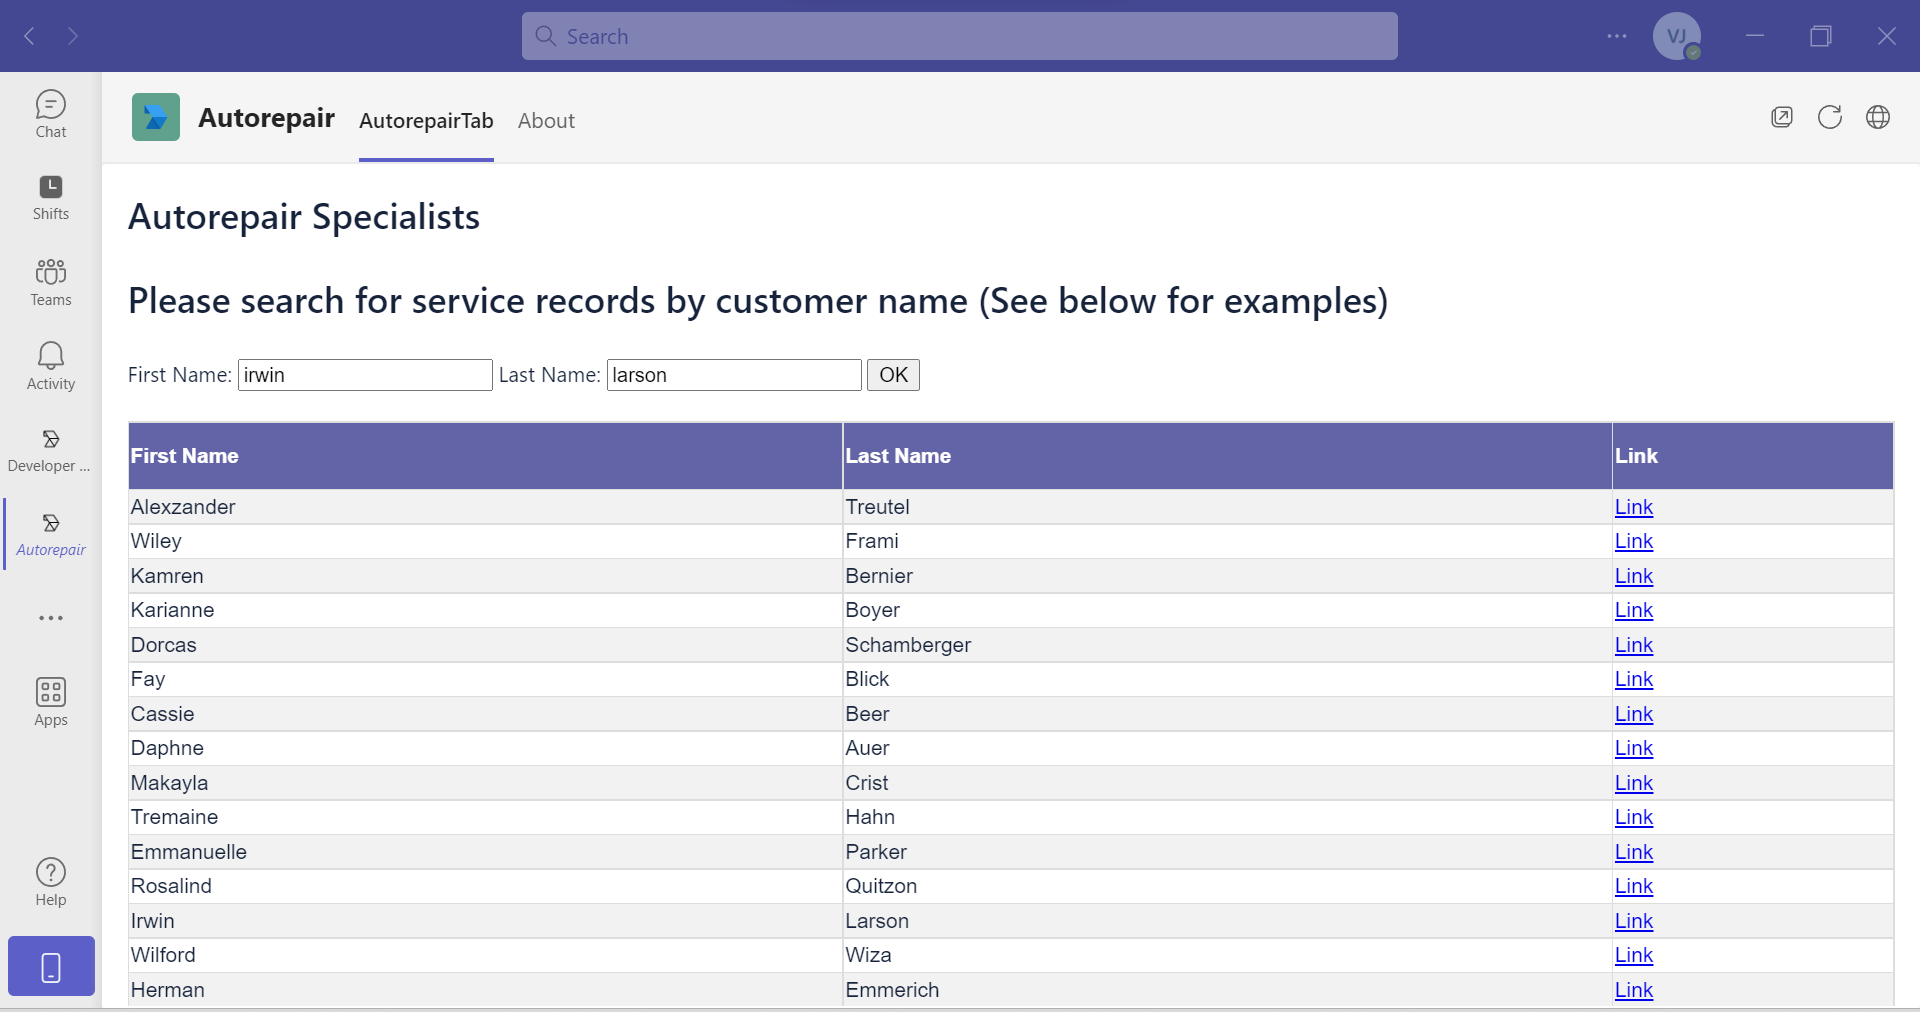 Search
VJ
Chat
Shifts
Teams
Activity
Developer ...
Autorepair
Apps
Help
Autorepair AutorepairTab About
Autorepair Specialists
Please search for service records by customer name (See below for examples)
First Name: irwin Last Name: larson OK
First Name Last Name Link
Alexzander Treutel Link
Wiley Frami Link
Kamren Bernier Link
Karianne Boyer Link
Dorcas Schamberger Link
Fay Blick Link
Cassie Beer Link
Daphne Auer Link
Makayla Crist Link
Tremaine Hahn Link
Emmanuelle Parker Link
Rosalind Quitzon Link
Irwin Larson Link
Wilford Wiza Link
Herman Emmerich Link